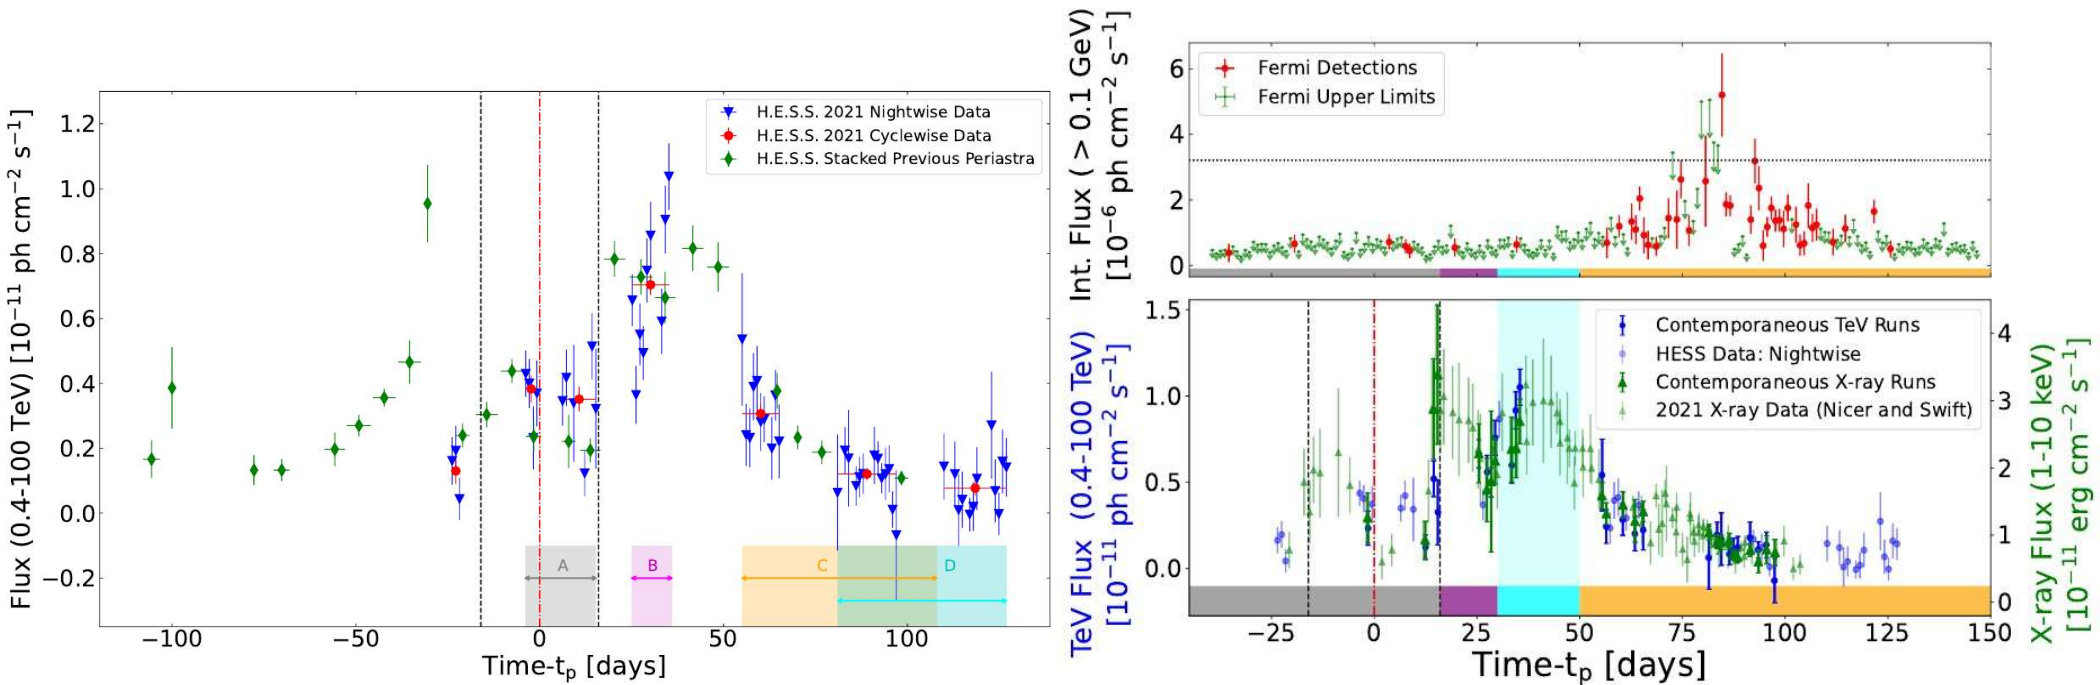 Flux (0.4-100 TeV) [10⁻¹¹ ph cm⁻² s⁻¹]
1.2
1.0
0.8
0.6
0.4
0.2
0.0
−0.2
H.E.S.S. 2021 Nightwise Data
H.E.S.S. 2021 Cyclewise Data
H.E.S.S. Stacked Previous Periastra
A
B
C
D
−100
−50
0
50
100
Time-tₚ [days]
Int. Flux (> 0.1 GeV)
[10⁻⁶ ph cm⁻² s⁻¹]
6
4
2
0
Fermi Detections
Fermi Upper Limits
TeV Flux (0.4-100 TeV)
[10⁻¹¹ ph cm⁻² s⁻¹]
1.5
1.0
0.5
0.0
Contemporaneous TeV Runs
HESS Data: Nightwise
Contemporaneous X-ray Runs
2021 X-ray Data (Nicer and Swift)
4
3
2
1
0
X-ray Flux (1-10 keV)
[10⁻¹¹ erg cm⁻² s⁻¹]
−25
0
25
50
75
100
125
150
Time-tₚ [days]